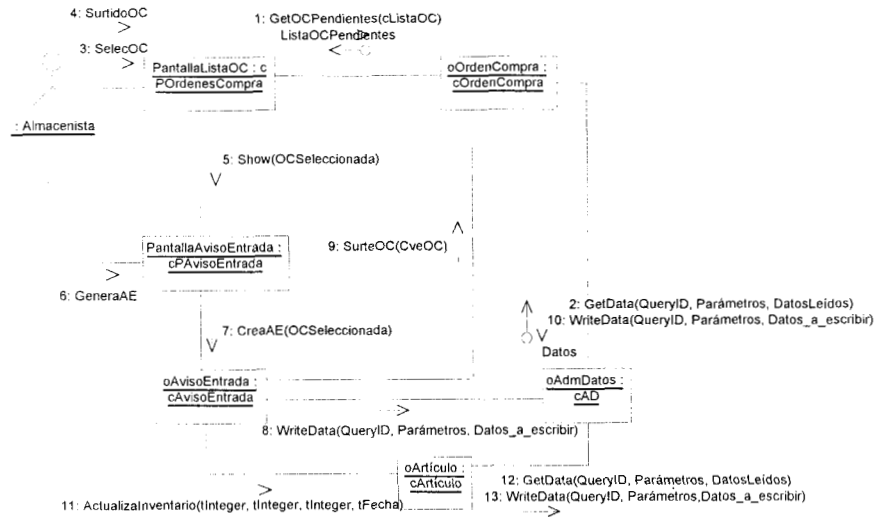 4: SurtidoOC
1: GetOCPendientes(cListaOC)
ListaOCPendientes
3: SelecOC
PantallaListaOC : c
POrdenesCompra
oOrdenCompra :
cOrdenCompra
: Almacenista
5: Show(OCSeleccionada)
PantallaAvisoEntrada :
cPAvisoEntrada
9: SurteOC(CveOC)
6: GeneraAE
2: GetData(QueryID, Parámetros, DatosLeídos)
10: WriteData(QueryID, Parámetros, Datos_a_escribir)
7: CreaAE(OCSeleccionada)
Datos
oAvisoEntrada :
cAvisoEntrada
oAdmDatos :
cAD
8: WriteData(QueryID, Parámetros, Datos_a_escribir)
oArtículo :
cArtículo
12: GetData(QueryID, Parámetros, DatosLeídos)
13: WriteData(QueryID, Parámetros,Datos_a_escribir)
11: ActualizaInventario(tInteger, tInteger, tInteger, tFecha)